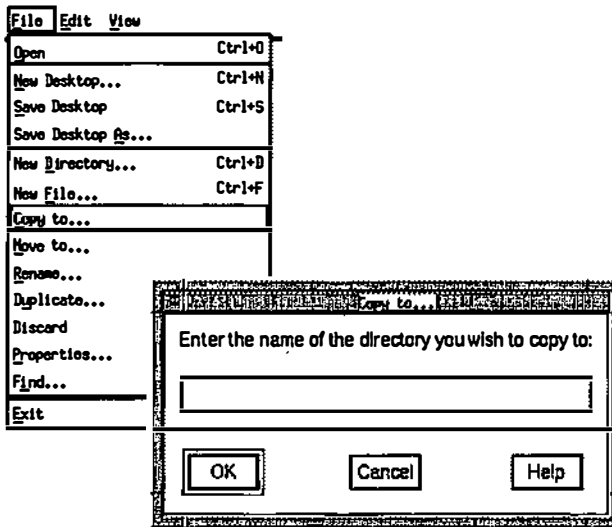 File Edit View
Open Ctrl+O
New Desktop... Ctrl+N
Save Desktop Ctrl+S
Save Desktop As...
New Directory... Ctrl+D
New File... Ctrl+F
Copy to...
Move to...
Rename...
Duplicate...
Discard
Properties...
Find...
Exit
Copy to...
Enter the name of the directory you wish to copy to:
OK Cancel Help